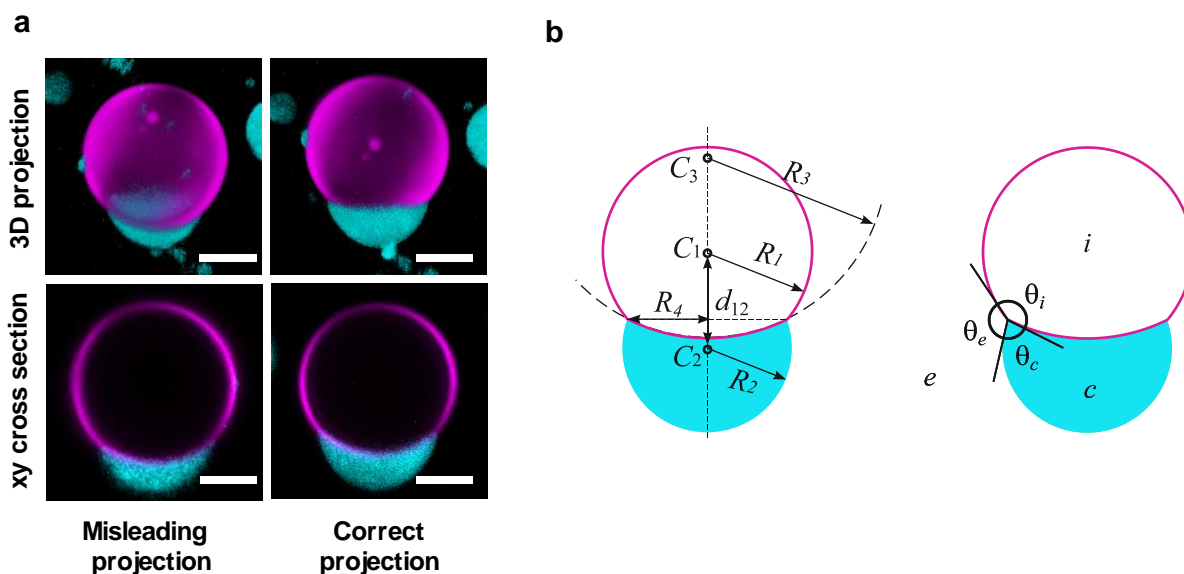 a
3D projection
xy cross section
Misleading
projection
Correct
projection
b
C3
R3
C1
R1
R4
d12
C2
R2
i
θi
θe
θc
e
c